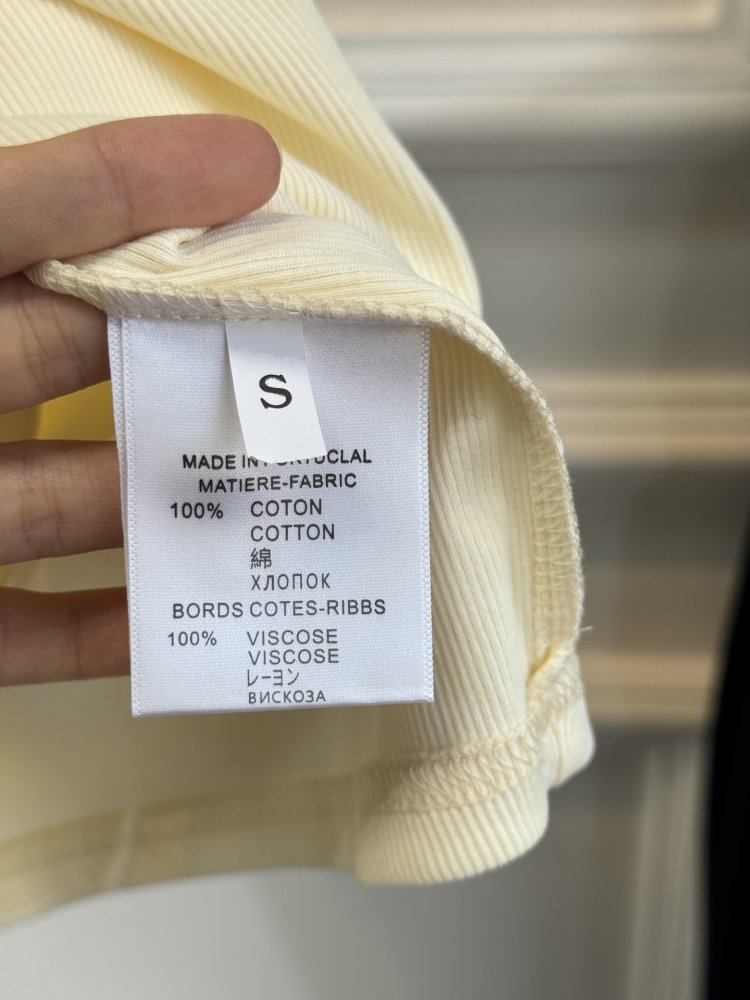 S
MADE IN PORTUCLAL
MATIERE-FABRIC
100% COTON
COTTON
綿
ХЛОПОК
BORDS COTES-RIBBS
100% VISCOSE
VISCOSE
レーヨン
ВИСКОЗА